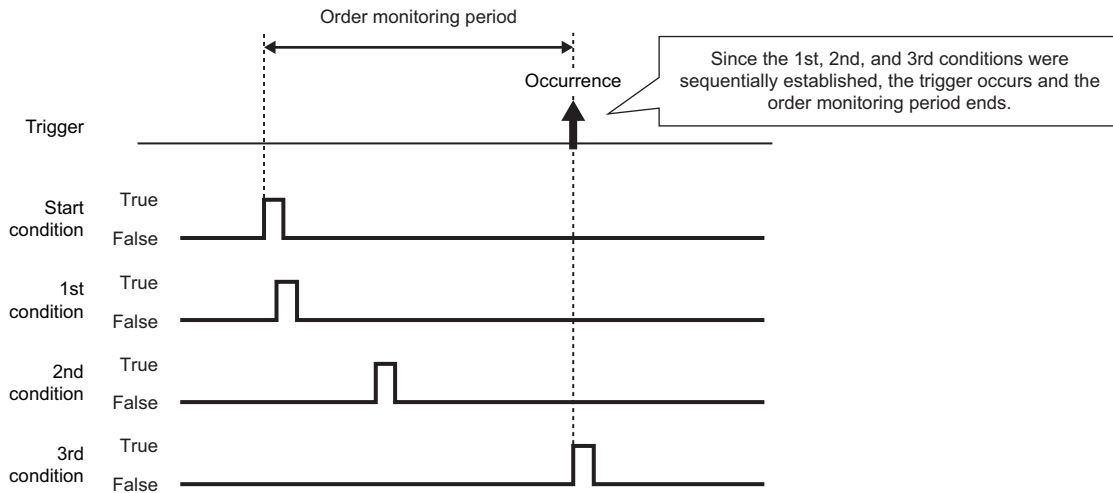 Order monitoring period
Since the 1st, 2nd, and 3rd conditions were
sequentially established, the trigger occurs and the
order monitoring period ends.
Occurrence
Trigger
Start
condition
True
False
1st
condition
True
False
2nd
condition
True
False
3rd
condition
True
False